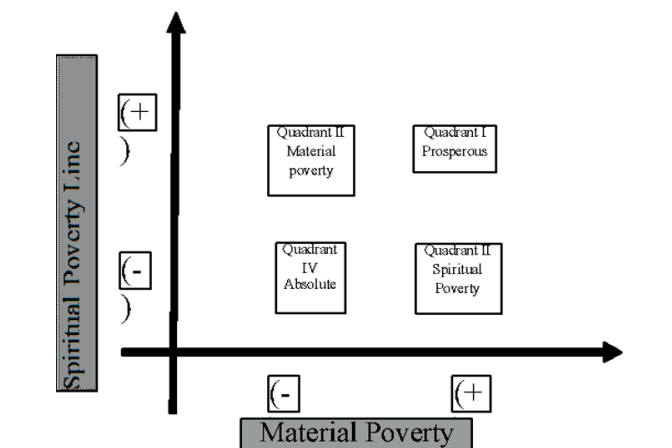 Spiritual Poverty Line
(+
)
(-
)
Quadrant II
Material
poverty
Quadrant I
Prosperous
Quadrant
IV
Absolute
Quadrant II
Spiritual
Poverty
(-
(+
Material Poverty